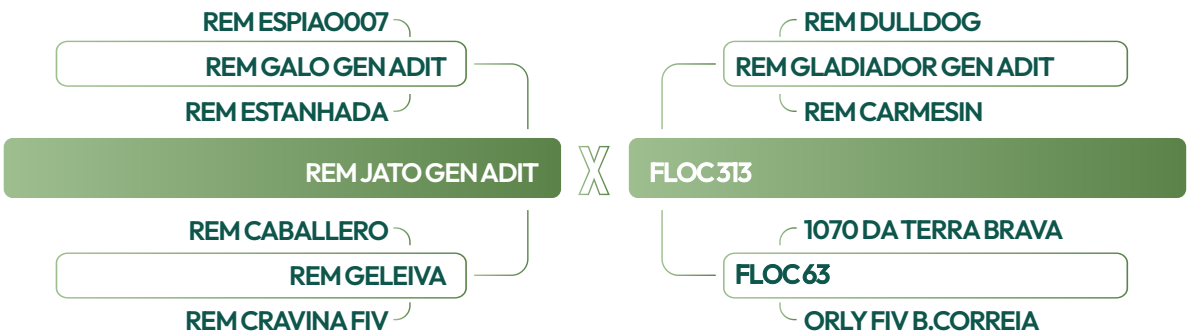 REM ESPIAO007
REM GALO GEN ADIT
REM ESTANHADA
REM JATO GEN ADIT
REM CABALLERO
REM GELEIVA
REM CRAVINA FIV
X
REM DULLDOG
REM GLADIADOR GEN ADIT
REM CARMESIN
FLOC 313
1070 DA TERRA BRAVA
FLOC 63
ORLY FIV B.CORREIA